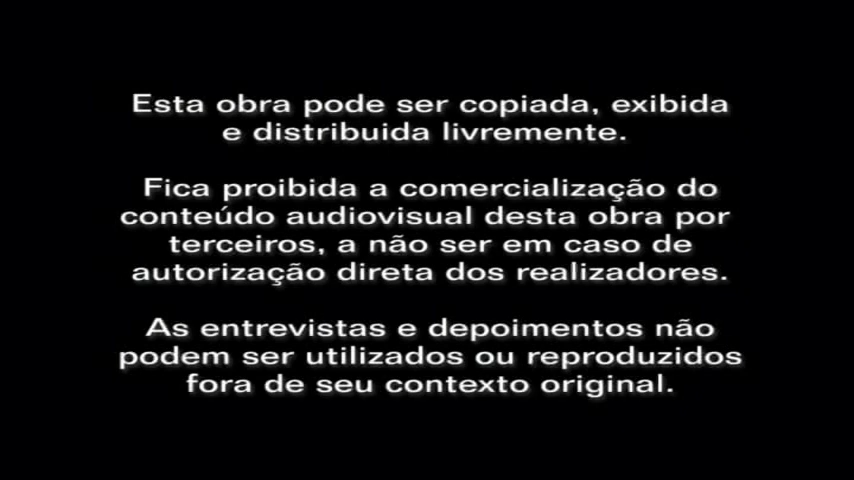 Esta obra pode ser copiada, exibida
e distribuida livremente.
Fica proibida a comercialização do
conteúdo audiovisual desta obra por
terceiros, a não ser em caso de
autorização direta dos realizadores.
As entrevistas e depoimentos não
podem ser utilizados ou reproduzidos
fora de seu contexto original.